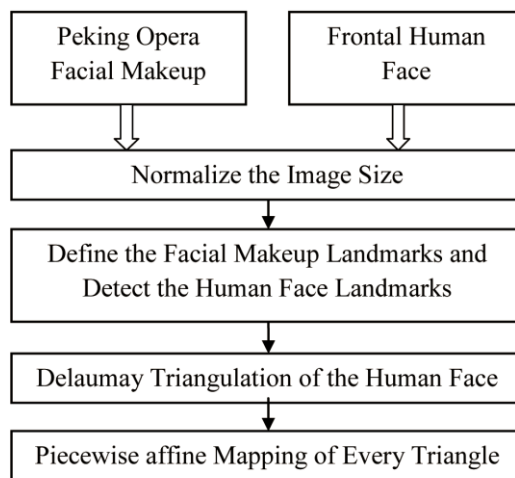 Peking Opera
Facial Makeup
Frontal Human
Face
Normalize the Image Size
Define the Facial Makeup Landmarks and
Detect the Human Face Landmarks
Delaumay Triangulation of the Human Face
Piecewise affine Mapping of Every Triangle